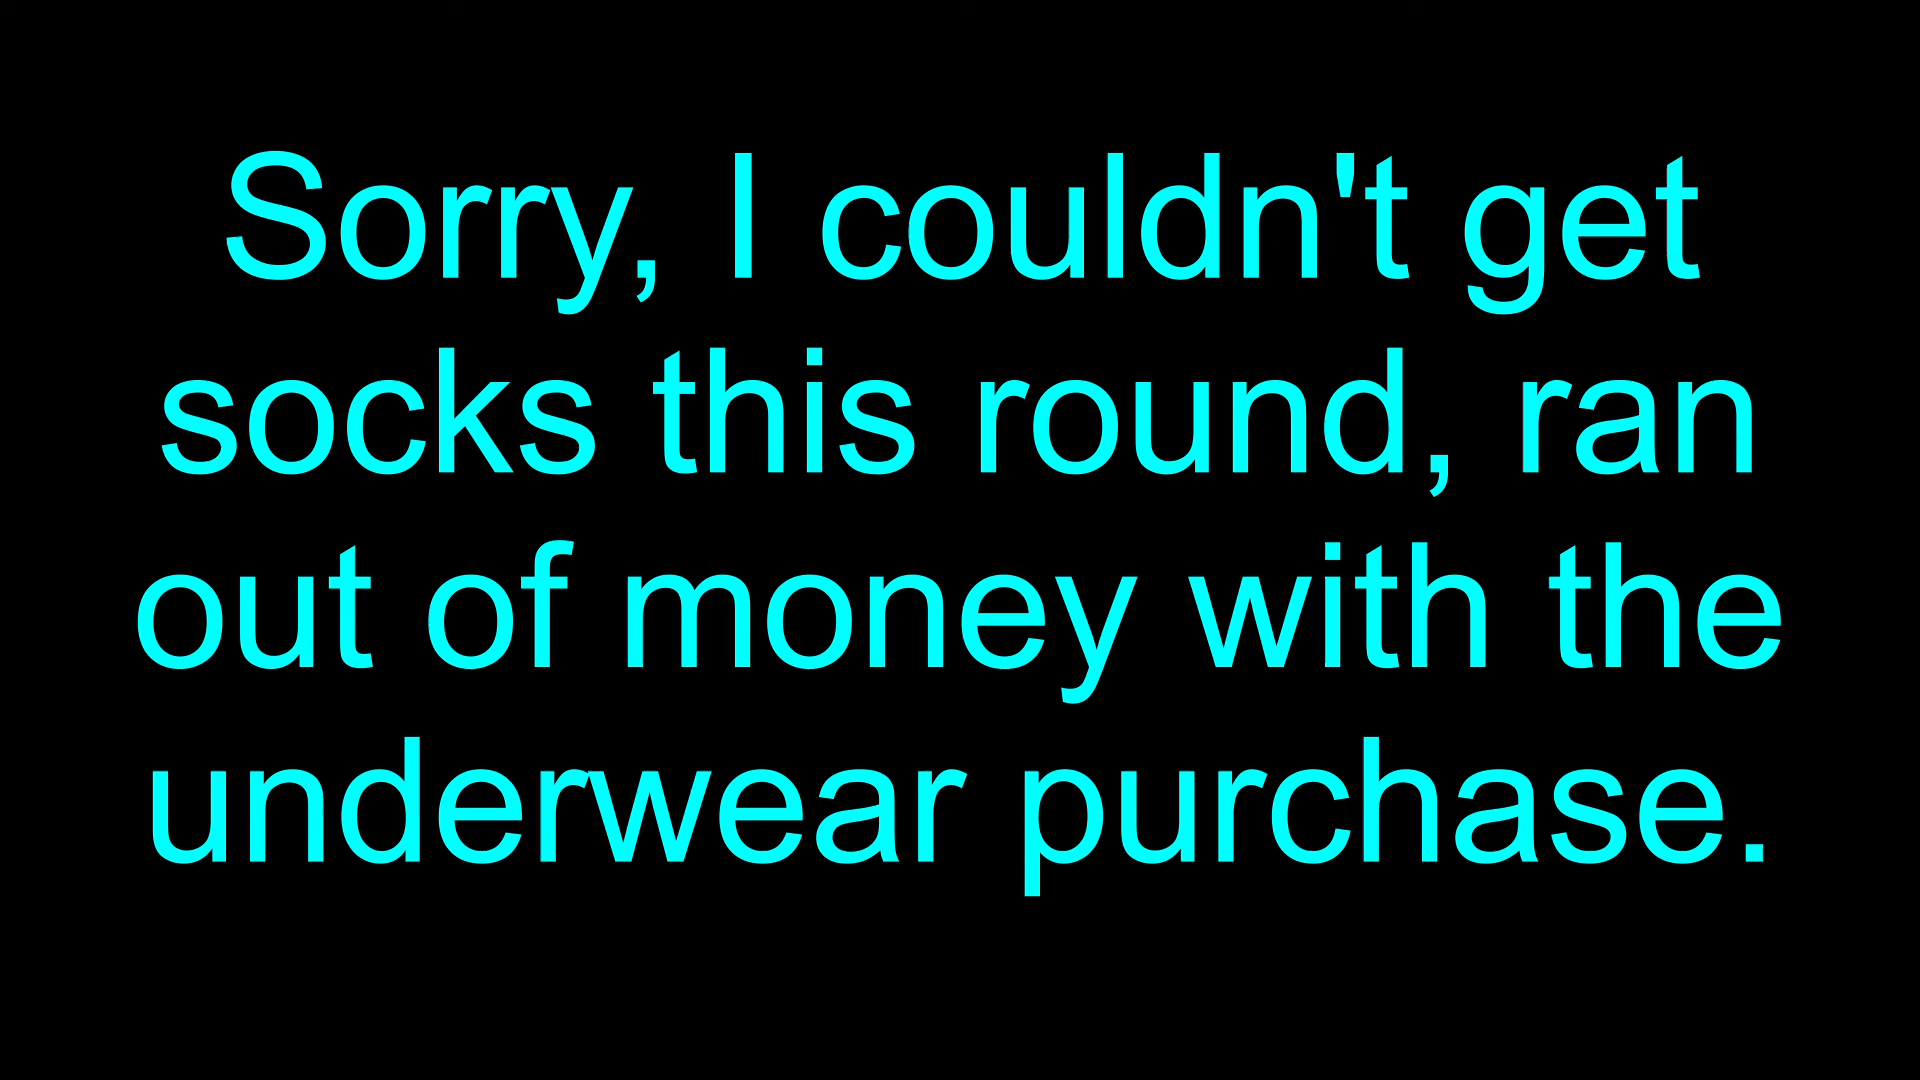 Sorry, I couldn't get
socks this round, ran
out of money with the
underwear purchase.